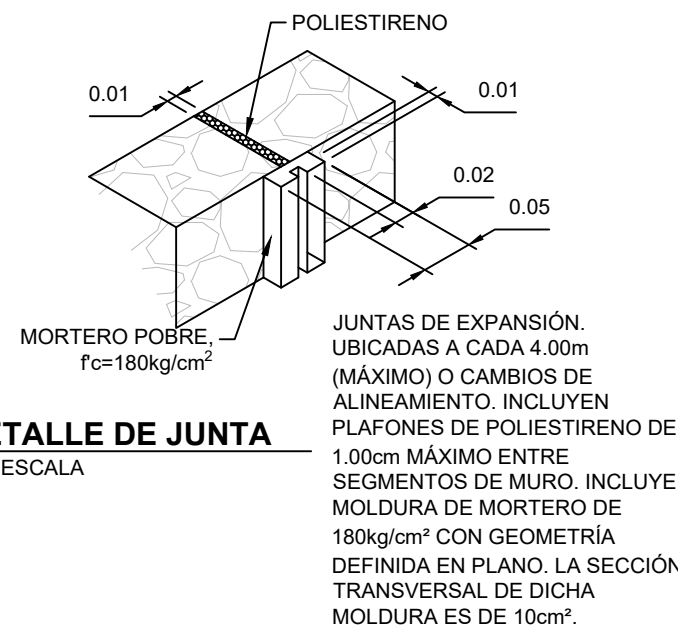 POLIESTIRENO
0.01
0.01
0.02
0.05
MORTERO POBRE,
f'c=180kg/cm²
ETALLE DE JUNTA
ESCALA
JUNTAS DE EXPANSIÓN.
UBICADAS A CADA 4.00m
(MÁXIMO) O CAMBIOS DE
ALINEAMIENTO. INCLUYEN
PLAFONES DE POLIESTIRENO DE
1.00cm MÁXIMO ENTRE
SEGMENTOS DE MURO. INCLUYE
MOLDURA DE MORTERO DE
180kg/cm² CON GEOMETRÍA
DEFINIDA EN PLANO. LA SECCIÓN
TRANSVERSAL DE DICHA
MOLDURA ES DE 10cm².